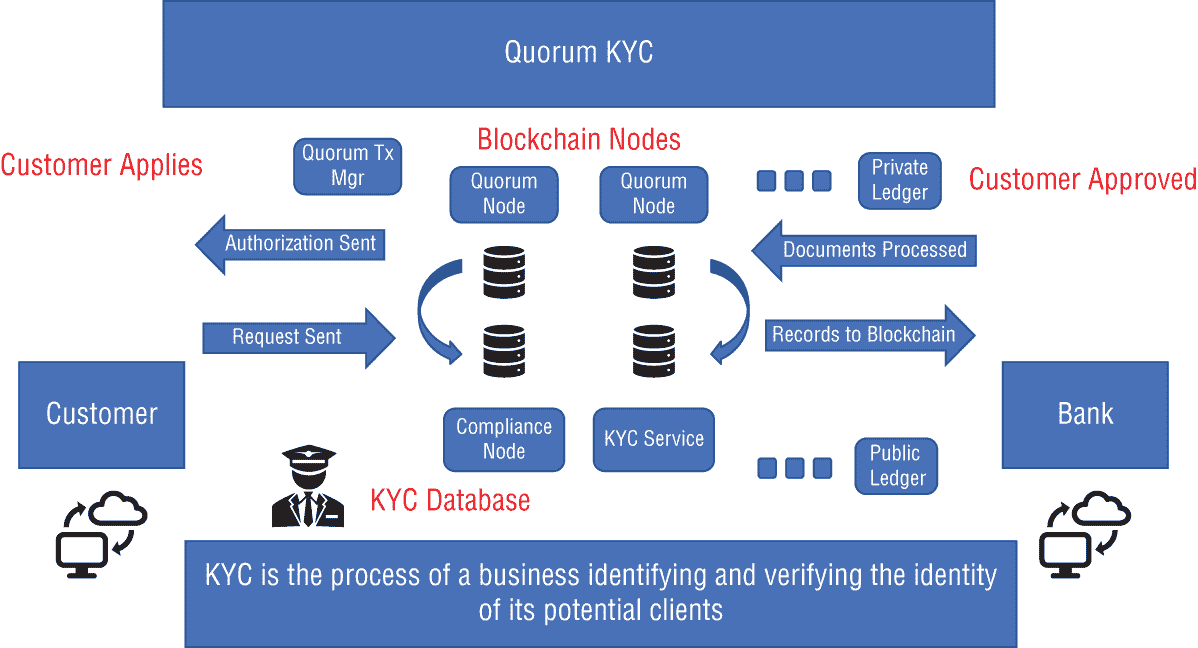 Quorum KYC
Customer Applies
Quorum Tx
Mgr
Blockchain Nodes
Quorum
Node
Quorum
Node
Private
Ledger
Customer Approved
Authorization Sent
Documents Processed
Request Sent
Records to Blockchain
Customer
Bank
Compliance
Node
KYC Service
Public
Ledger
KYC Database
KYC is the process of a business identifying and verifying the identity
of its potential clients